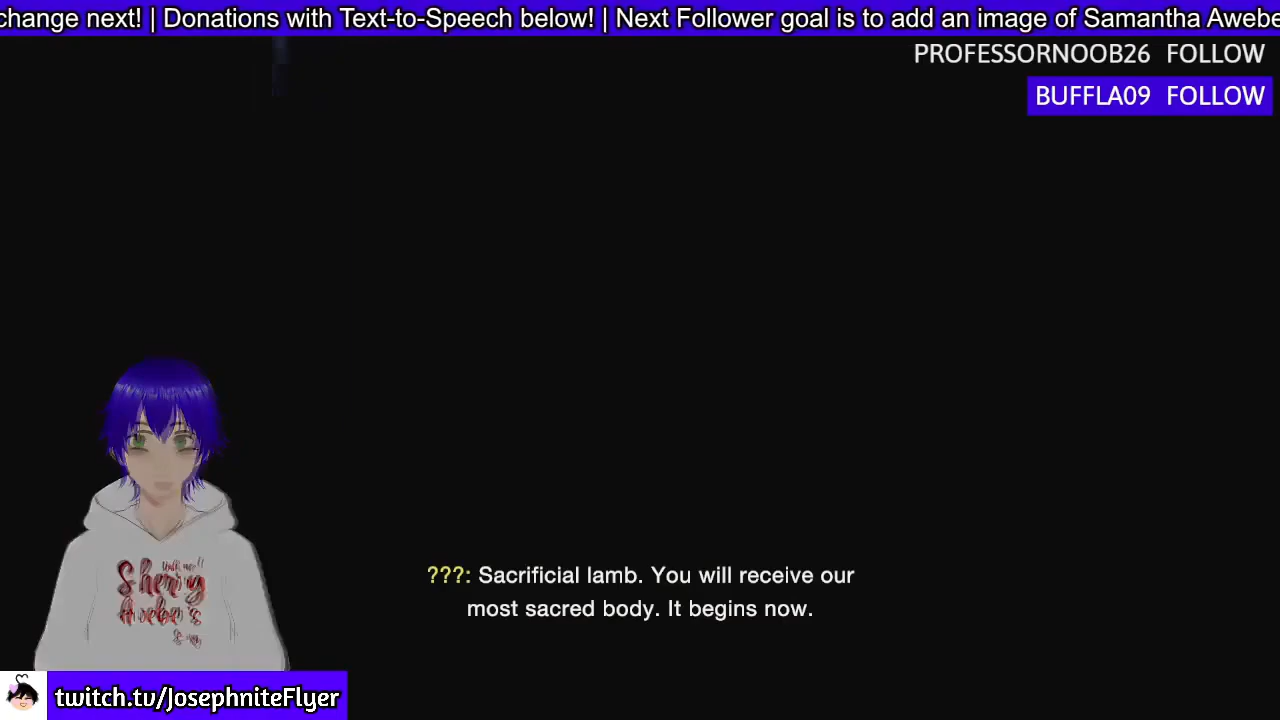 change next! | Donations with Text-to-Speech below! | Next Follower goal is to add an image of Samantha Awebe
PROFESSORNOOB26 FOLLOW
BUFFLA09 FOLLOW
Sherry
Awebo's
???: Sacrificial lamb. You will receive our
most sacred body. It begins now.
twitch.tv/JosephniteFlyer